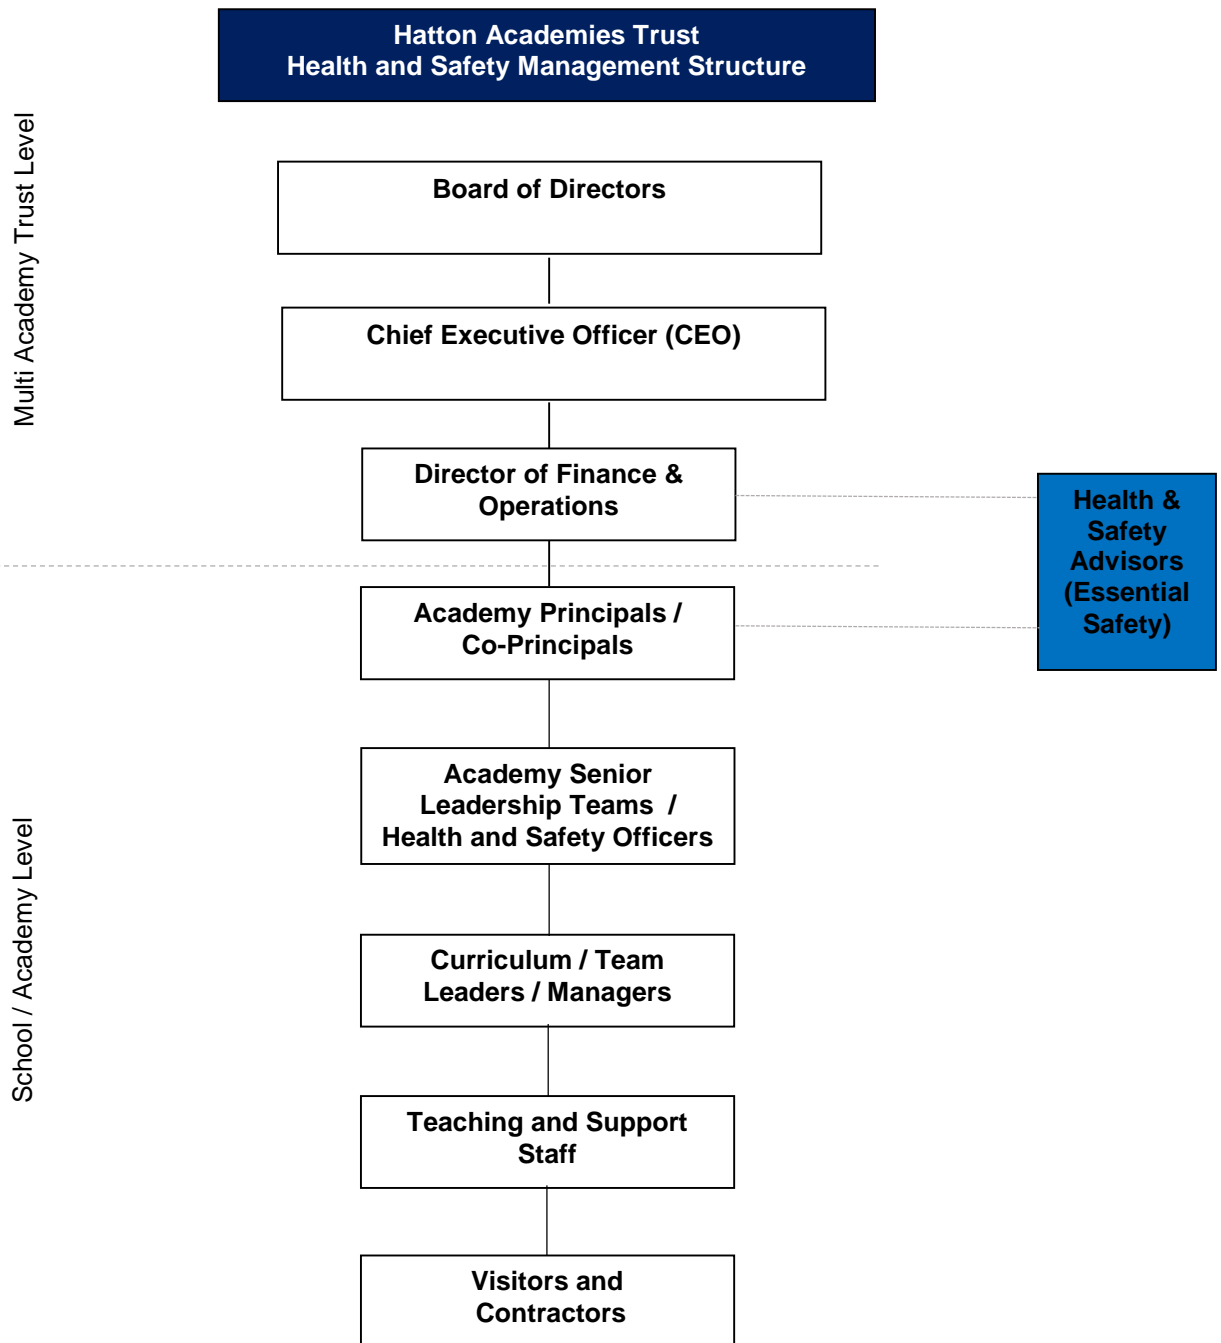 Hatton Academies Trust
Health and Safety Management Structure
Multi Academy Trust Level
Board of Directors
Chief Executive Officer (CEO)
Director of Finance &
Operations
Health &
Safety
Advisors
(Essential
Safety)
Academy Principals /
Co-Principals
School / Academy Level
Academy Senior
Leadership Teams /
Health and Safety Officers
Curriculum / Team
Leaders / Managers
Teaching and Support
Staff
Visitors and
Contractors